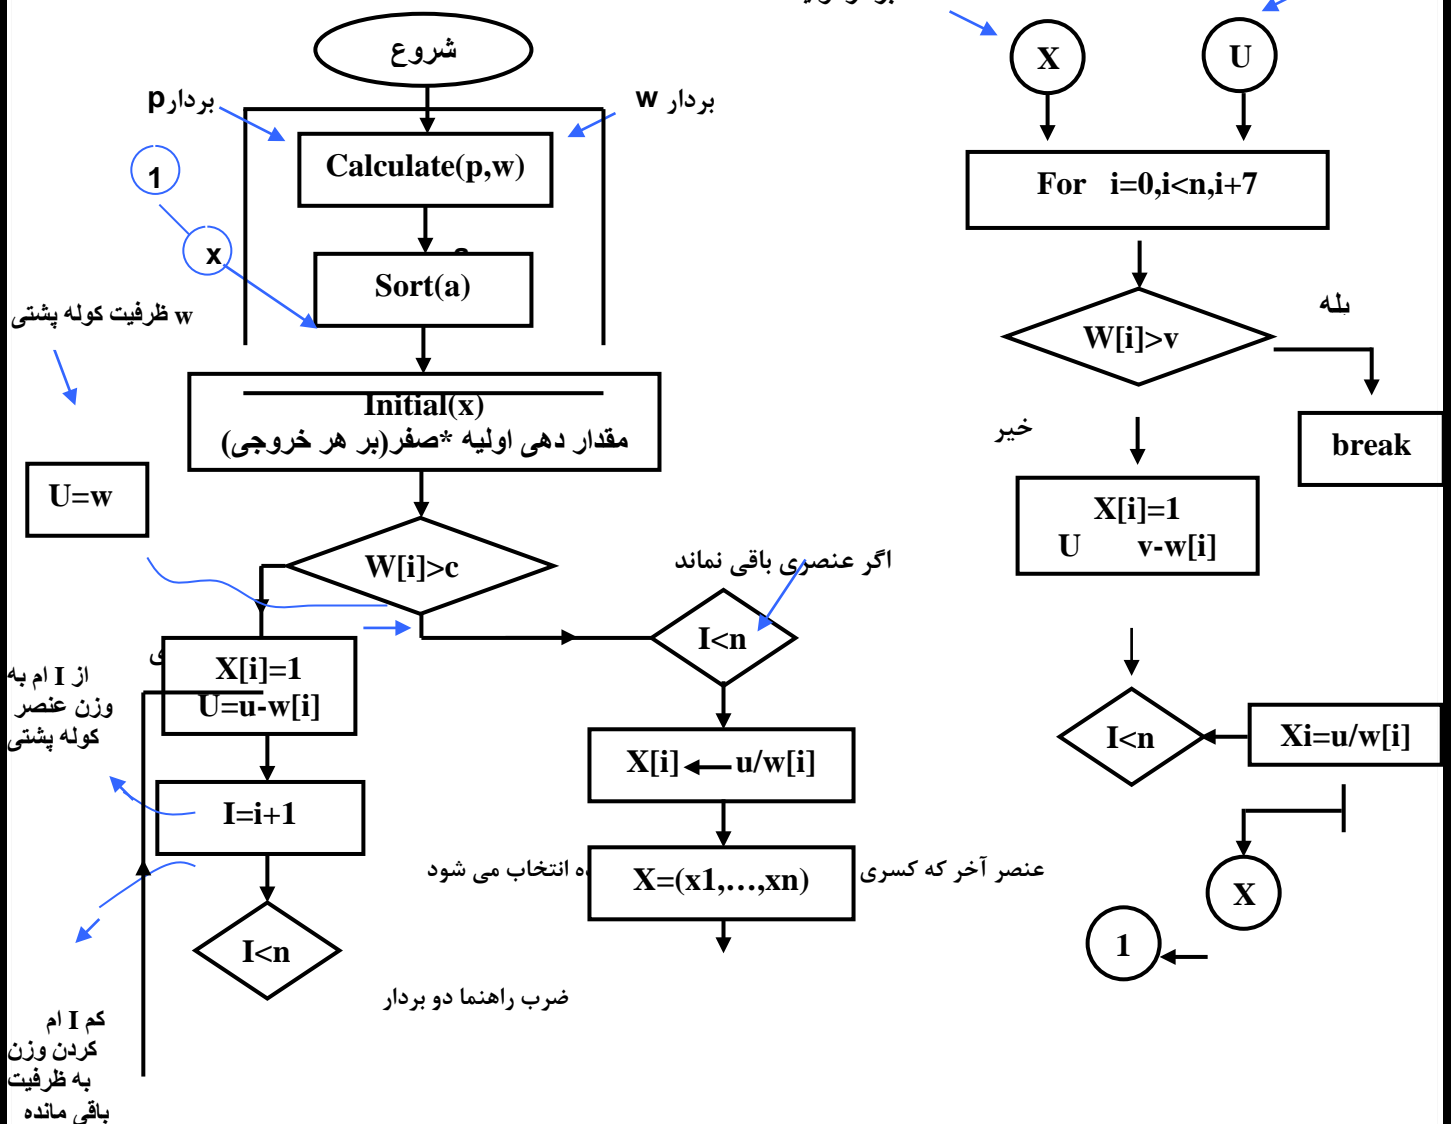 شروع
بردار p
بردار w
Calculate(p,w)
1
x
Sort(a)
w ظرفیت کوله پشتی
Initial(x)
مقدار دهی اولیه *صفر(بر هر خروجی)
U=w
W[i]>c
اگر عنصری باقی نماند
I<n
X[i]=1
U=u-w[i]
از I ام به
وزن عنصر
کوله پشتی
I=i+1
I<n
X[i] ← u/w[i]
X=(x1,…,xn)
عنصر آخر که کسری
انتخاب می شود
ضرب راهنما دو بردار
کم I ام
کردن وزن
به ظرفیت
باقی مانده
X
U
For i=0,i<n,i+7
W[i]>v
بله
خیر
break
X[i]=1
U v-w[i]
I<n
Xi=u/w[i]
X
1